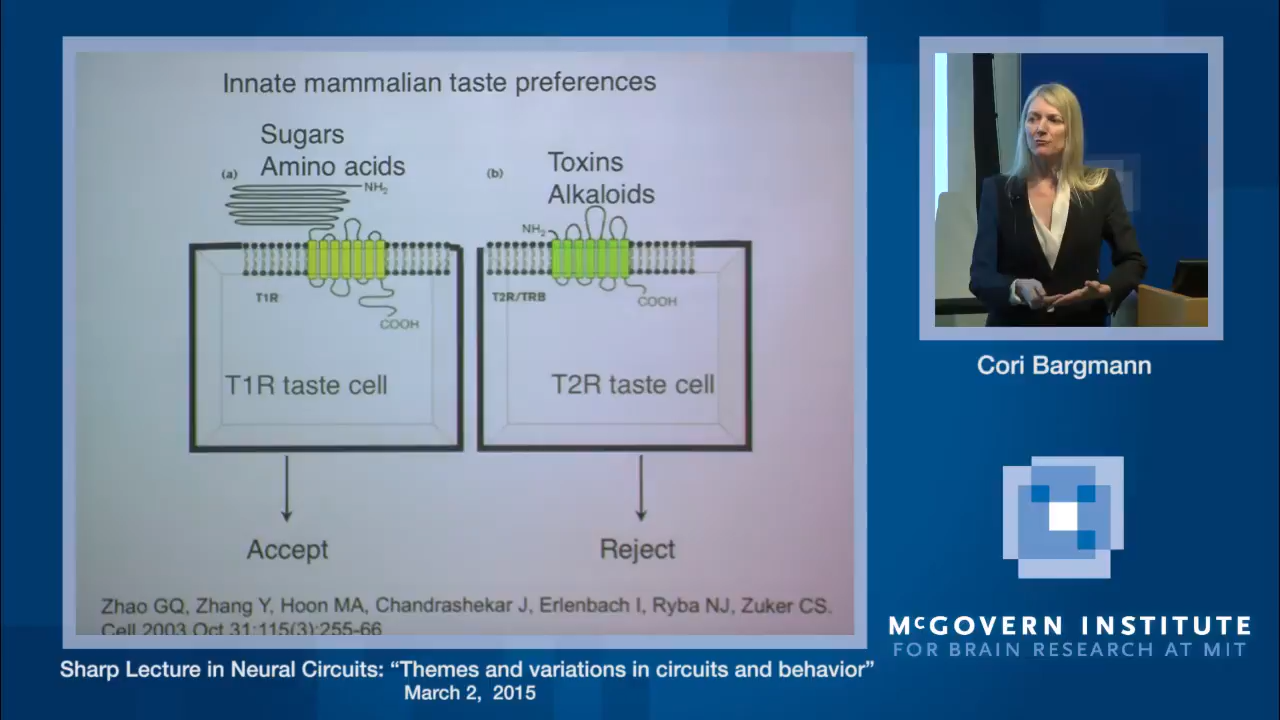 Innate mammalian taste preferences
Sugars
Amino acids
(a)
NH2
T1R
COOH
T1R taste cell
Accept
(b)
Toxins
Alkaloids
NH2
T2R/TRB
COOH
T2R taste cell
Reject
Zhao GQ, Zhang Y, Hoon MA, Chandrashekar J, Erlenbach I, Ryba NJ, Zuker CS.
Cell 2003 Oct 31;115(3):255-66
Cori Bargmann
McGOVERN INSTITUTE
FOR BRAIN RESEARCH AT MIT
Sharp Lecture in Neural Circuits: “Themes and variations in circuits and behavior”
March 2, 2015